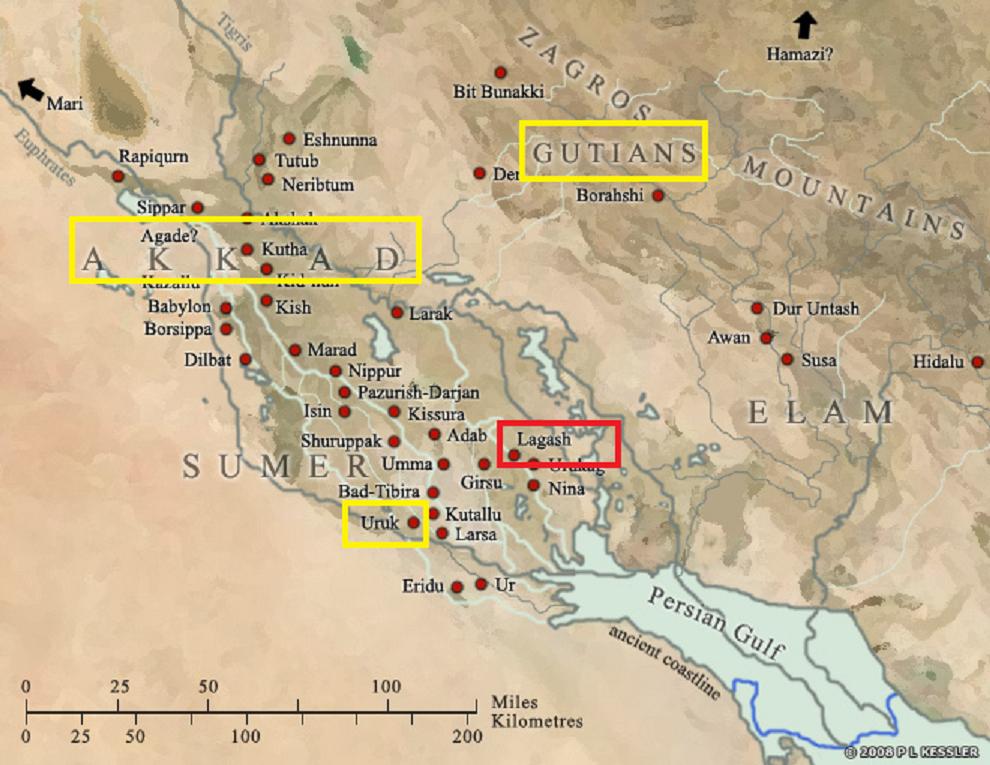 Tigris
ZAGROS
Hamazi?
Bit Bunakki
Mari
Euphrates
Eshnunna
Rapiqum
Tutub
GUTIANS
MOUNTAINS
Der
Neribtum
Borahshi
Sippar
Akshak
Agade?
Kutha
AKKAD
Kazallu
Babylon
Kish
Larak
Dur Untash
Borsippa
Awan
Dilbat
Marad
Susa
Hidalu
Nippur
Pazurish-Darjan
Isin
Kissura
ELAM
Shuruppak
Adab
Lagash
SUMER
Umma
Urukag
Girsu
Nina
Bad-Tibira
Uruk
Kutallu
Larsa
Eridu
Ur
Persian Gulf
ancient coastline
0 25 50 100
Miles
Kilometres
0 25 50 100 200
© 2008 P L KESSLER